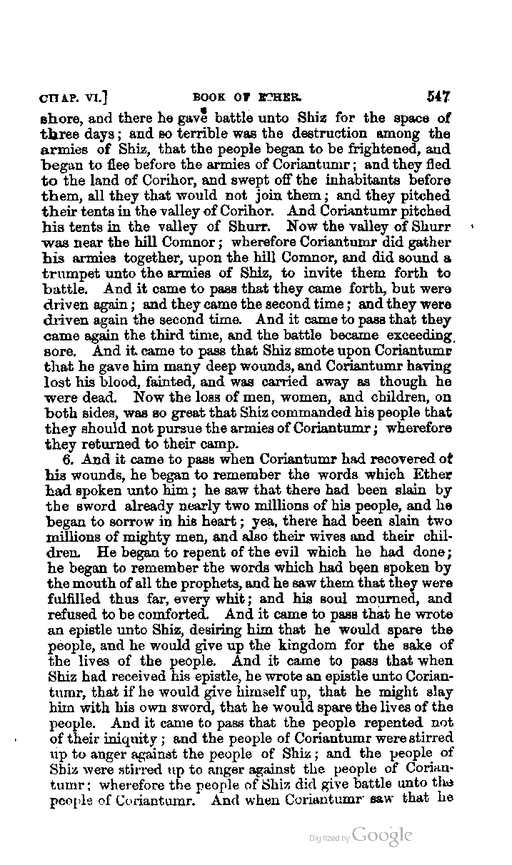 CHAP. VI.] BOOK OF ETHER. 547
shore, and there he gave battle unto Shiz for the space of
three days; and so terrible was the destruction among the
armies of Shiz, that the people began to be frightened, and
began to flee before the armies of Coriantumr; and they fled
to the land of Corihor, and swept off the inhabitants before
them, all they that would not join them; and they pitched
their tents in the valley of Corihor. And Coriantumr pitched
his tents in the valley of Shurr. Now the valley of Shurr
was near the hill Comnor; wherefore Coriantumr did gather
his armies together, upon the hill Comnor, and did sound a
trumpet unto the armies of Shiz, to invite them forth to
battle. And it came to pass that they came forth, but were
driven again; and they came the second time; and they were
driven again the second time. And it came to pass that they
came again the third time, and the battle became exceeding
sore. And it came to pass that Shiz smote upon Coriantumr
that he gave him many deep wounds, and Coriantumr having
lost his blood, fainted, and was carried away as though he
were dead. Now the loss of men, women, and children, on
both sides, was so great that Shiz commanded his people that
they should not pursue the armies of Coriantumr; wherefore
they returned to their camp.
6. And it came to pass when Coriantumr had recovered of
his wounds, he began to remember the words which Ether
had spoken unto him; he saw that there had been slain by
the sword already nearly two millions of his people, and he
began to sorrow in his heart; yea, there had been slain two
millions of mighty men, and also their wives and their chil-
dren. He began to repent of the evil which he had done;
he began to remember the words which had been spoken by
the mouth of all the prophets, and he saw them that they were
fulfilled thus far, every whit; and his soul mourned, and
refused to be comforted. And it came to pass that he wrote
an epistle unto Shiz, desiring him that he would spare the
people, and he would give up the kingdom for the sake of
the lives of the people. And it came to pass that when
Shiz had received his epistle, he wrote an epistle unto Corian-
tumr, that if he would give himself up, that he might slay
him with his own sword, that he would spare the lives of the
people. And it came to pass that the people repented not
of their iniquity; and the people of Coriantumr were stirred
up to anger against the people of Shiz; and the people of
Shiz were stirred up to anger against the people of Corian-
tumr; wherefore the people of Shiz did give battle unto the
people of Coriantumr. And when Coriantumr saw that he
Digitized by Google